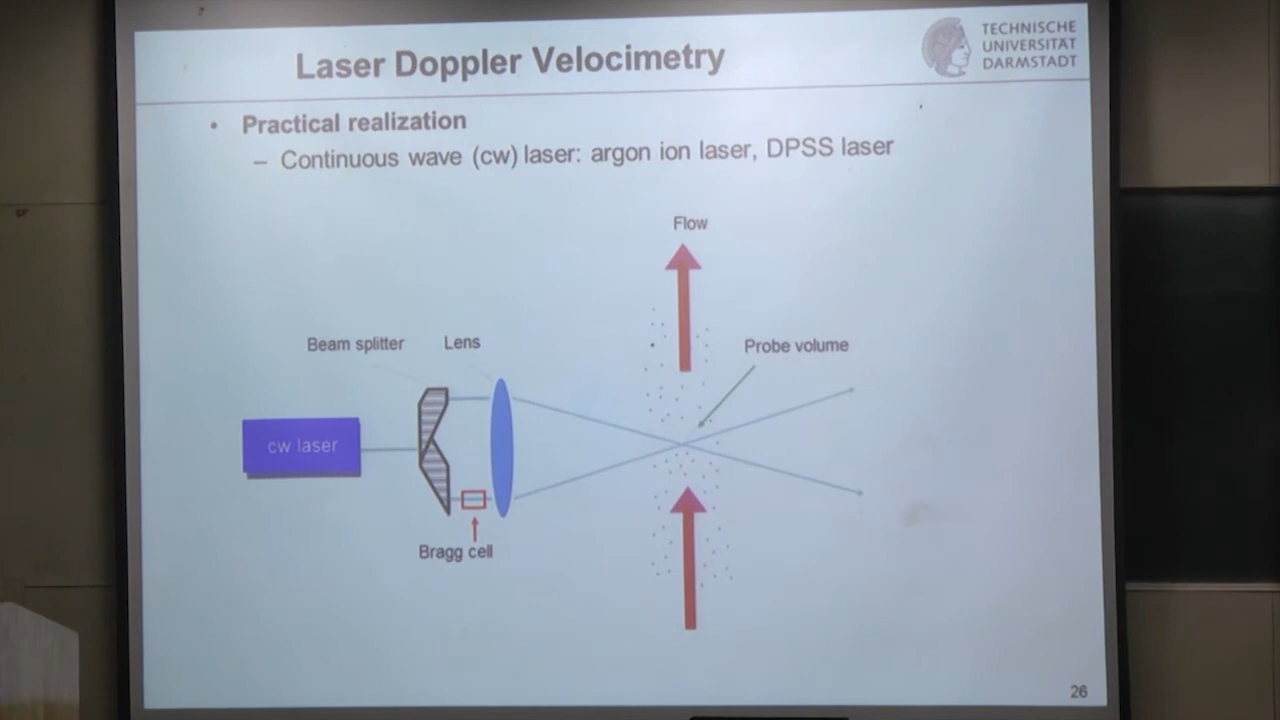 Laser Doppler Velocimetry
TECHNISCHE
UNIVERSITÄT
DARMSTADT
• Practical realization
– Continuous wave (cw) laser: argon ion laser, DPSS laser
Flow
Beam splitter
Lens
Probe volume
cw laser
Bragg cell
26